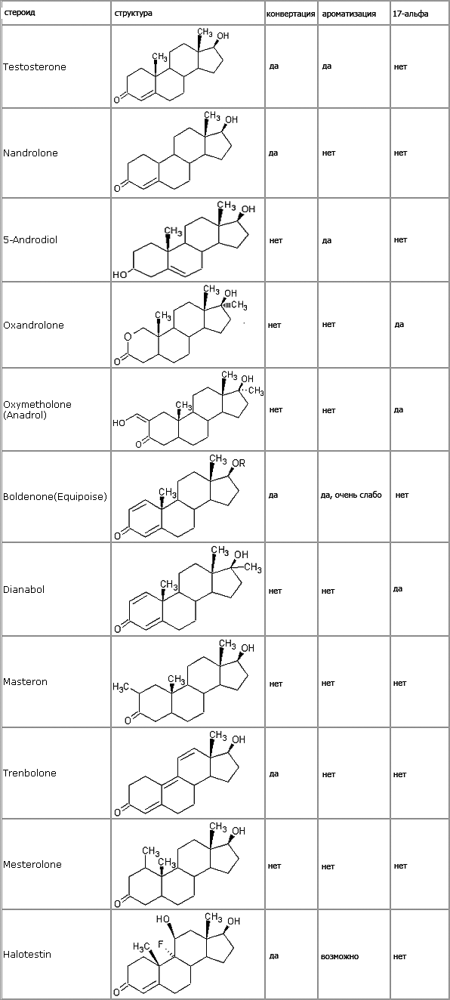 стероид структура конвертация ароматизация 17-альфа
CH₃ OH
CH₃
Testosterone да да нет
O
CH₃ OH
Nandrolone да нет нет
O
CH₃ OH
CH₃
5-Androdiol нет да нет
HO
CH₃ OH
CH₃
CH₃
Oxandrolone нет нет да
O
O
CH₃ OH
CH₃
CH₃
Oxymetholone нет нет да
(Anadrol)
HO
O
CH₃ OR
CH₃
Boldenone(Equipoise) да да, очень слабо нет
O
CH₃ OH
CH₃
CH₃
Dianabol нет нет да
O
CH₃ OH
CH₃
H₃C
Masteron нет нет нет
O
CH₃ OH
Trenbolone да нет нет
O
CH₃ OH
CH₃
CH₃
Mesterolone нет нет нет
O
HO CH₃ OH
H₃C F
Halotestin да возможно нет
O